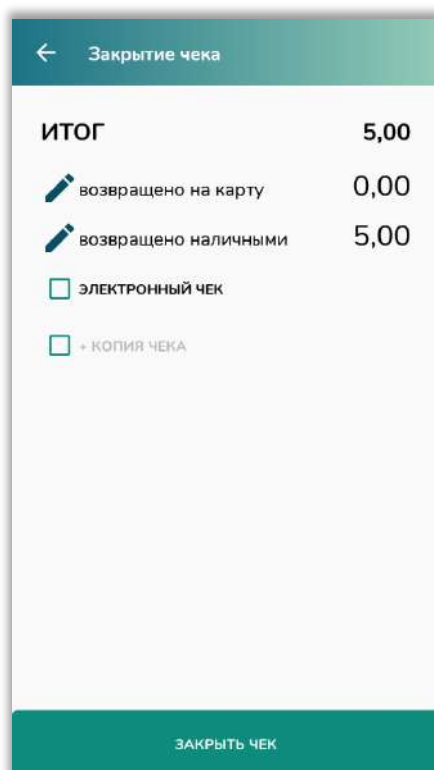 Закрытие чека
ИТОГ 5,00
возвращено на карту 0,00
возвращено наличными 5,00
ЭЛЕКТРОННЫЙ ЧЕК
+ КОПИЯ ЧЕКА
ЗАКРЫТЬ ЧЕК